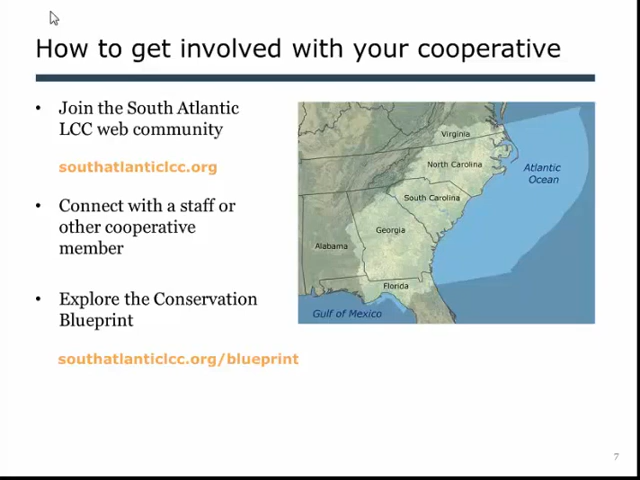 How to get involved with your cooperative
• Join the South Atlantic
LCC web community
southatlanticlcc.org
• Connect with a staff or
other cooperative
member
• Explore the Conservation
Blueprint
southatlanticlcc.org/blueprint
Virginia
North Carolina
South Carolina
Georgia
Alabama
Florida
Atlantic
Ocean
Gulf of Mexico
7